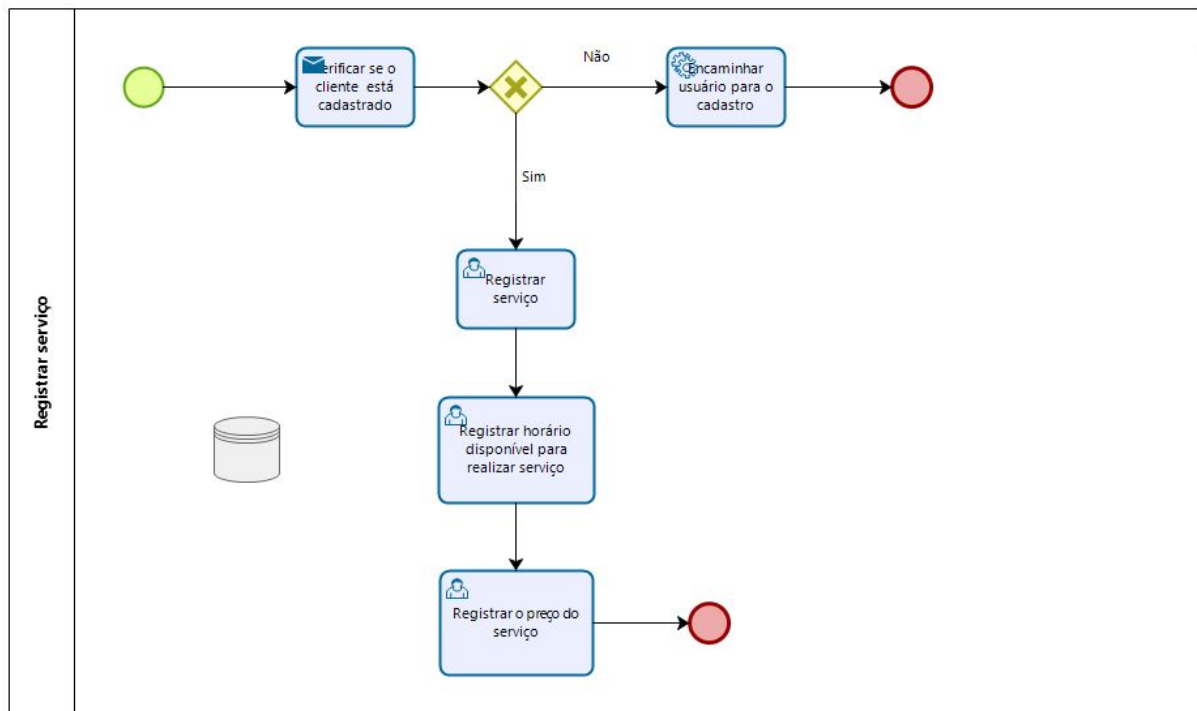 Registrar serviço
Verificar se o
cliente está
cadastrado
Não
Encaminhar
usuário para o
cadastro
Sim
Registrar
serviço
Registrar horário
disponível para
realizar serviço
Registrar o preço do
serviço